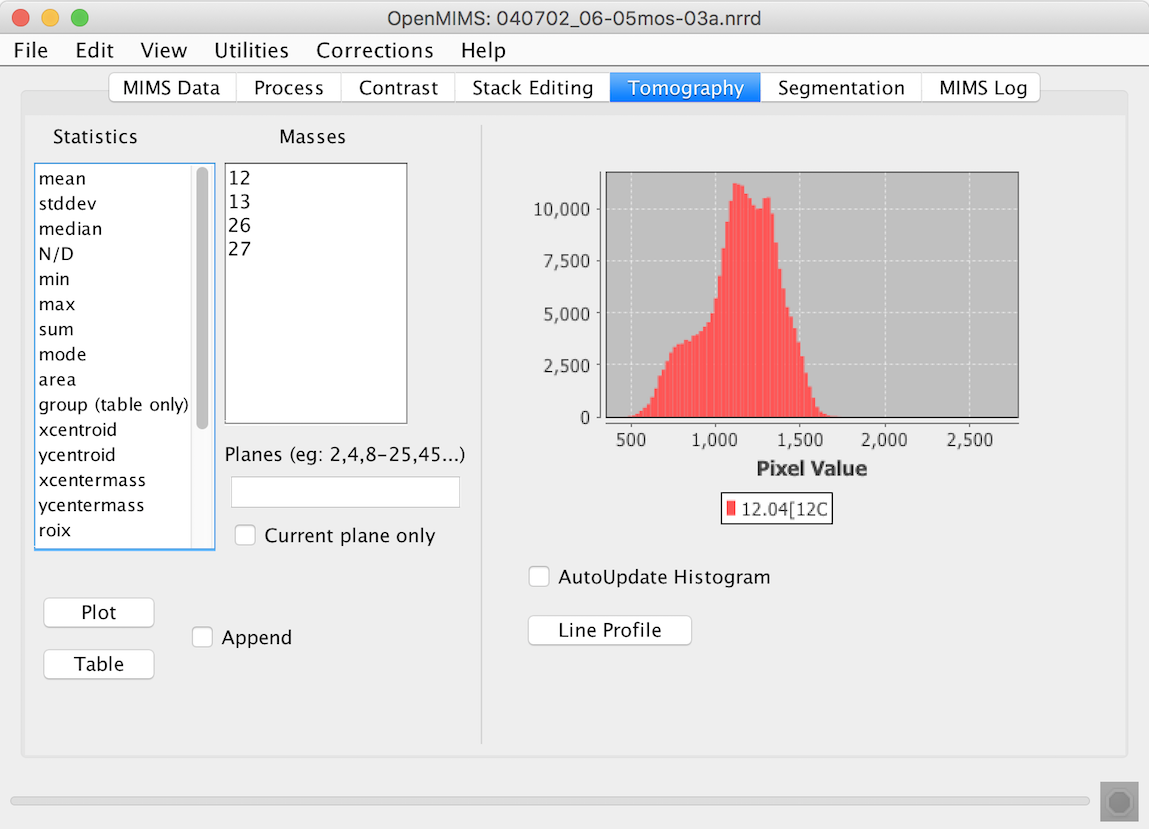 OpenMIMS: 040702_06-05mos-03a.nrrd
File Edit View Utilities Corrections Help
MIMS Data Process Contrast Stack Editing Tomography Segmentation MIMS Log
Statistics
mean
stddev
median
N/D
min
max
sum
mode
area
group (table only)
xcentroid
ycentroid
xcentermass
ycentermass
roix
Masses
12
13
26
27
Planes (eg: 2,4,8-25,45...)
Current plane only
Plot
Append
Table
10,000
7,500
5,000
2,500
0
500 1,000 1,500 2,000 2,500
Pixel Value
12.04[12C
AutoUpdate Histogram
Line Profile